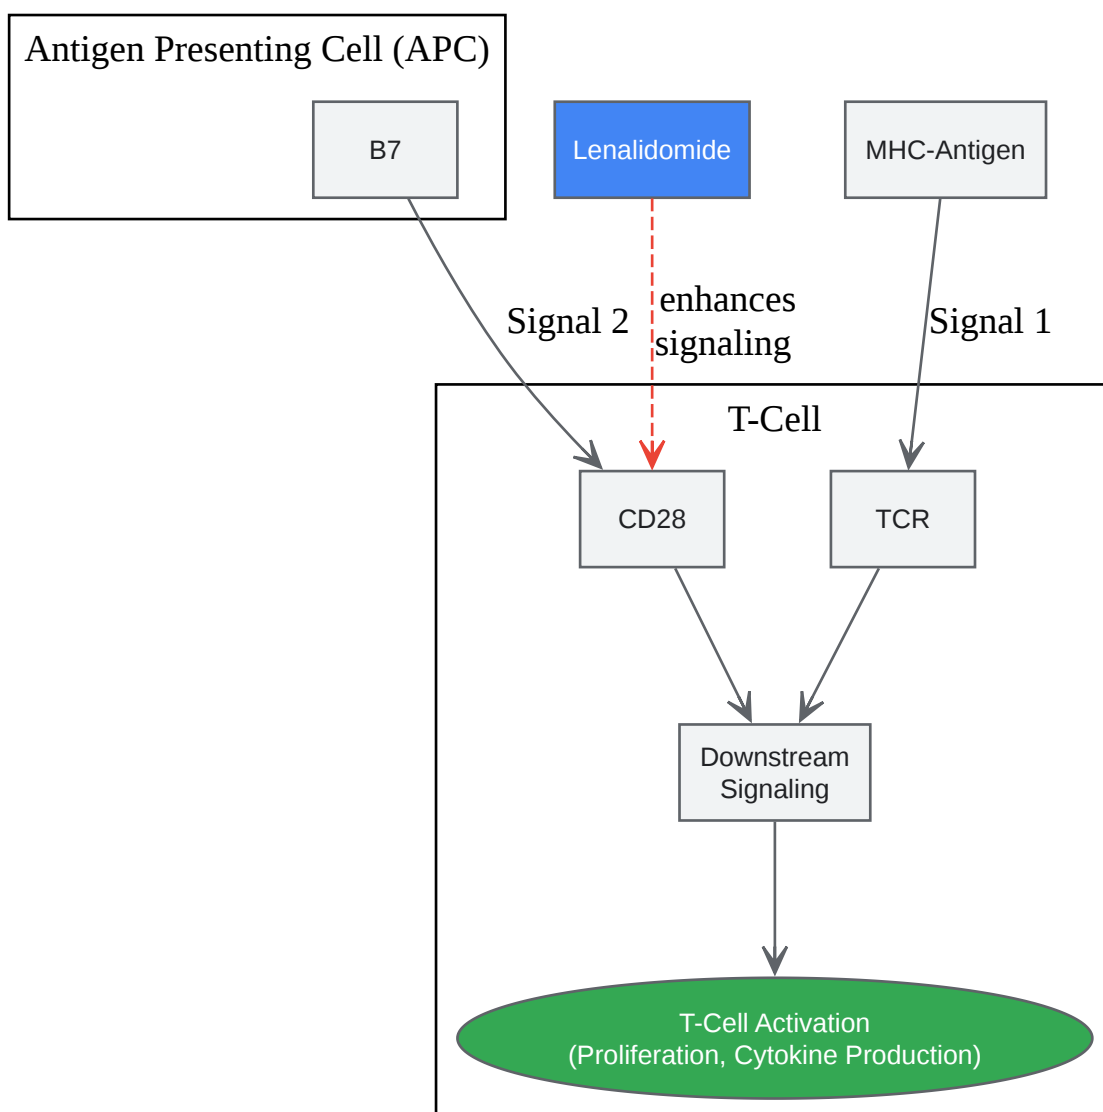 Antigen Presenting Cell (APC)
B7
Lenalidomide
MHC-Antigen
Signal 2
enhances
signaling
Signal 1
T-Cell
CD28
TCR
Downstream
Signaling
T-Cell Activation
(Proliferation, Cytokine Production)